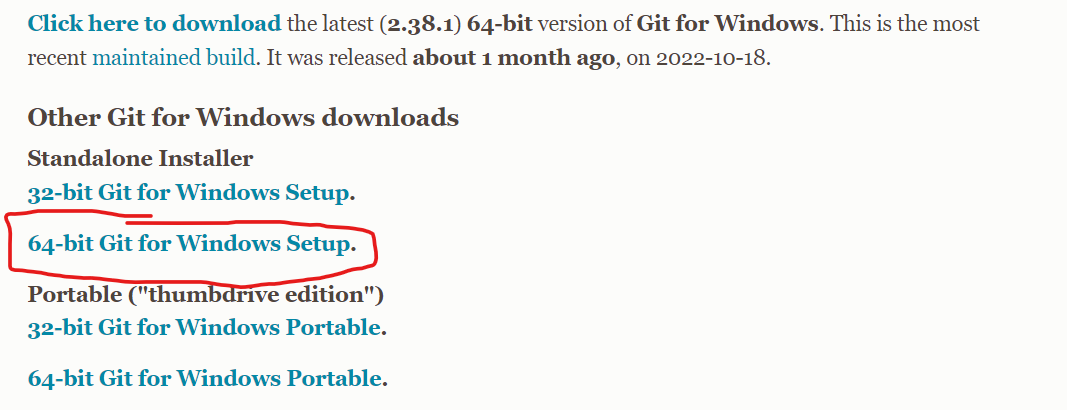 Click here to download the latest (2.38.1) 64-bit version of Git for Windows. This is the most
recent maintained build. It was released about 1 month ago, on 2022-10-18.
Other Git for Windows downloads
Standalone Installer
32-bit Git for Windows Setup.
64-bit Git for Windows Setup.
Portable ("thumbdrive edition")
32-bit Git for Windows Portable.
64-bit Git for Windows Portable.